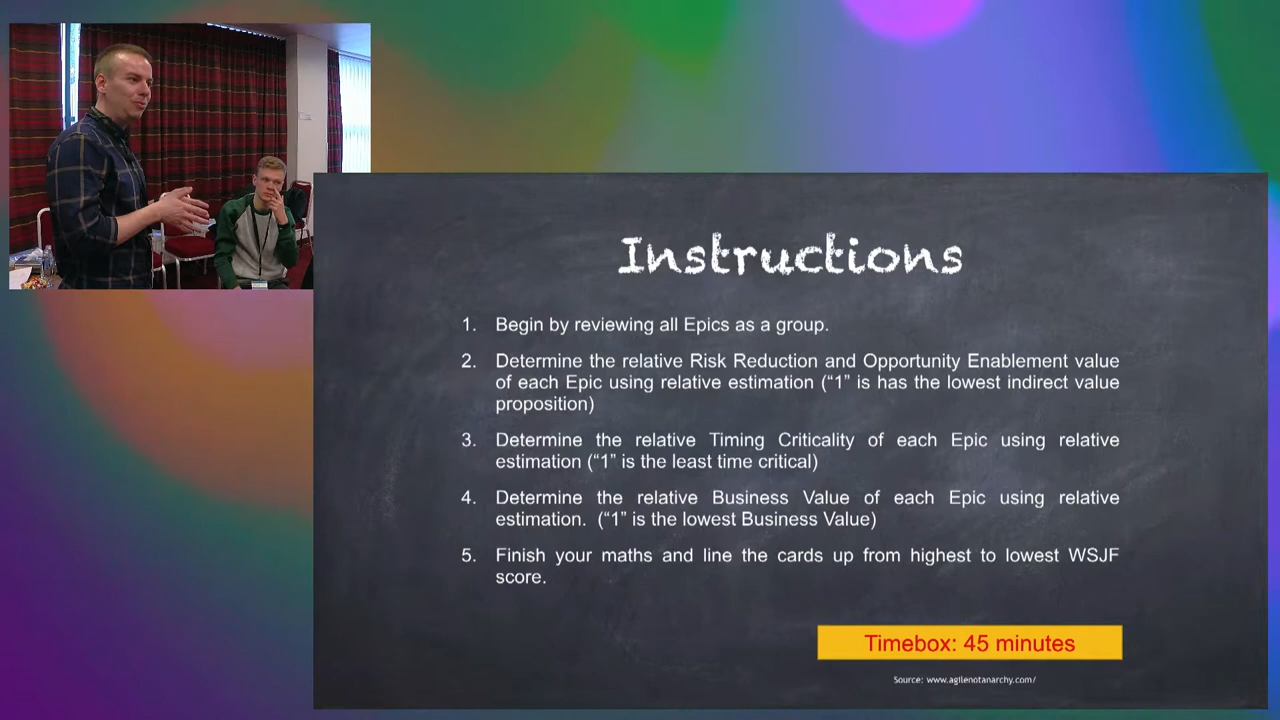 Instructions
1. Begin by reviewing all Epics as a group.
2. Determine the relative Risk Reduction and Opportunity Enablement value
of each Epic using relative estimation (“1” is has the lowest indirect value
proposition)
3. Determine the relative Timing Criticality of each Epic using relative
estimation (“1” is the least time critical)
4. Determine the relative Business Value of each Epic using relative
estimation. (“1” is the lowest Business Value)
5. Finish your maths and line the cards up from highest to lowest WSJF
score.
Timebox: 45 minutes
Source: www.agilenotanarchy.com/